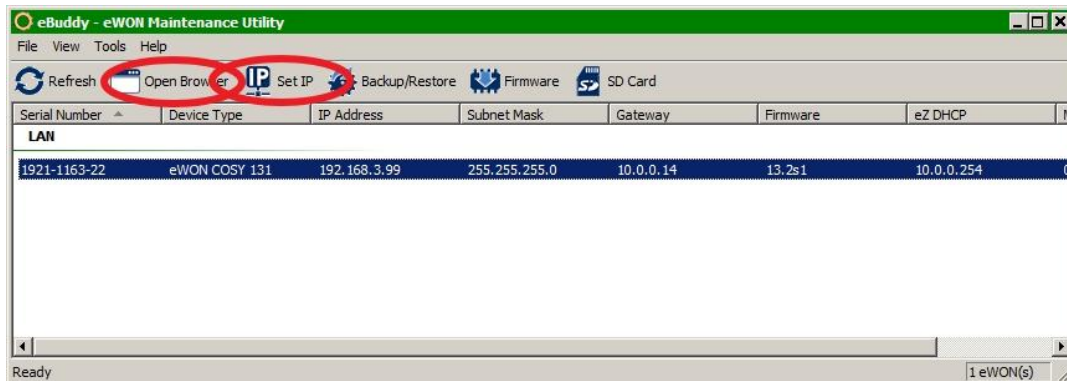 eBuddy - eWON Maintenance Utility
File View Tools Help
Refresh Open Browser IP Set IP Backup/Restore Firmware SD Card
Serial Number Device Type IP Address Subnet Mask Gateway Firmware eZ DHCP
LAN
1921-1163-22 eWON COSY 131 192.168.3.99 255.255.255.0 10.0.0.14 13.2s1 10.0.0.254
Ready 1 eWON(s)